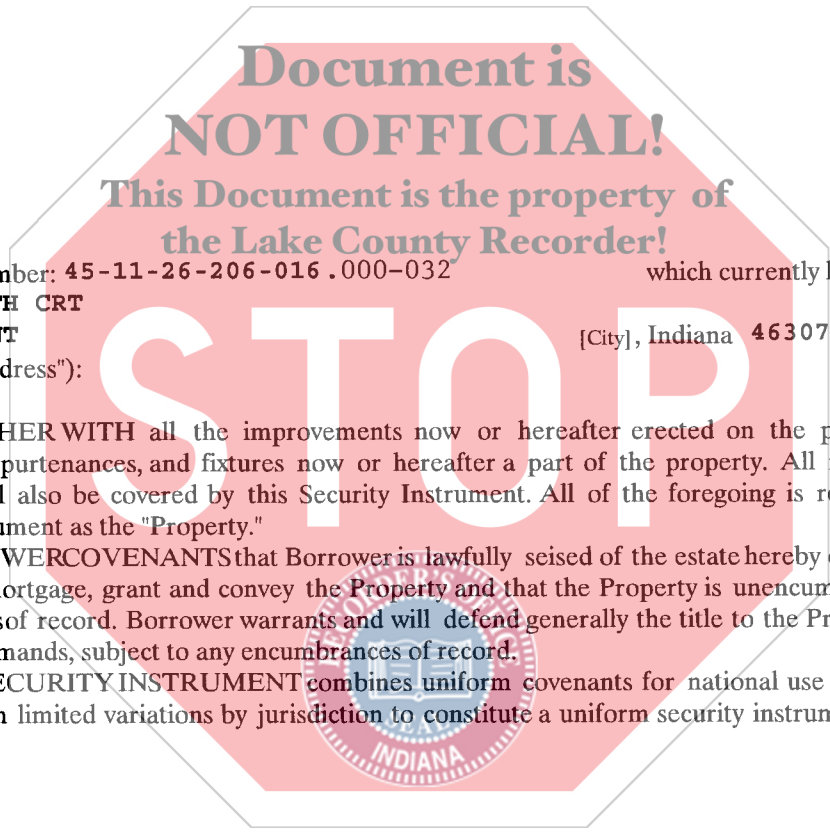 Document is
NOT OFFICIAL!
This Document is the property of
the Lake County Recorder!
mber: 45-11-26-206-016.000-032 which currently
TH CRT
NT [City], Indiana 46307
dress"):
STOP
HER WITH all the improvements now or hereafter erected on the p
purtenances, and fixtures now or hereafter a part of the property. All
l also be covered by this Security Instrument. All of the foregoing is re
ument as the "Property."
WERCOVENANTS that Borrower is lawfully seised of the estate hereby
ortgage, grant and convey the Property and that the Property is unencum
s of record. Borrower warrants and will defend generally the title to the Pr
mands, subject to any encumbrances of record.
ECURITY INSTRUMENT combines uniform covenants for national use
n limited variations by jurisdiction to constitute a uniform security instrum
RECORDER'S OFFICE
SEAL
INDIANA